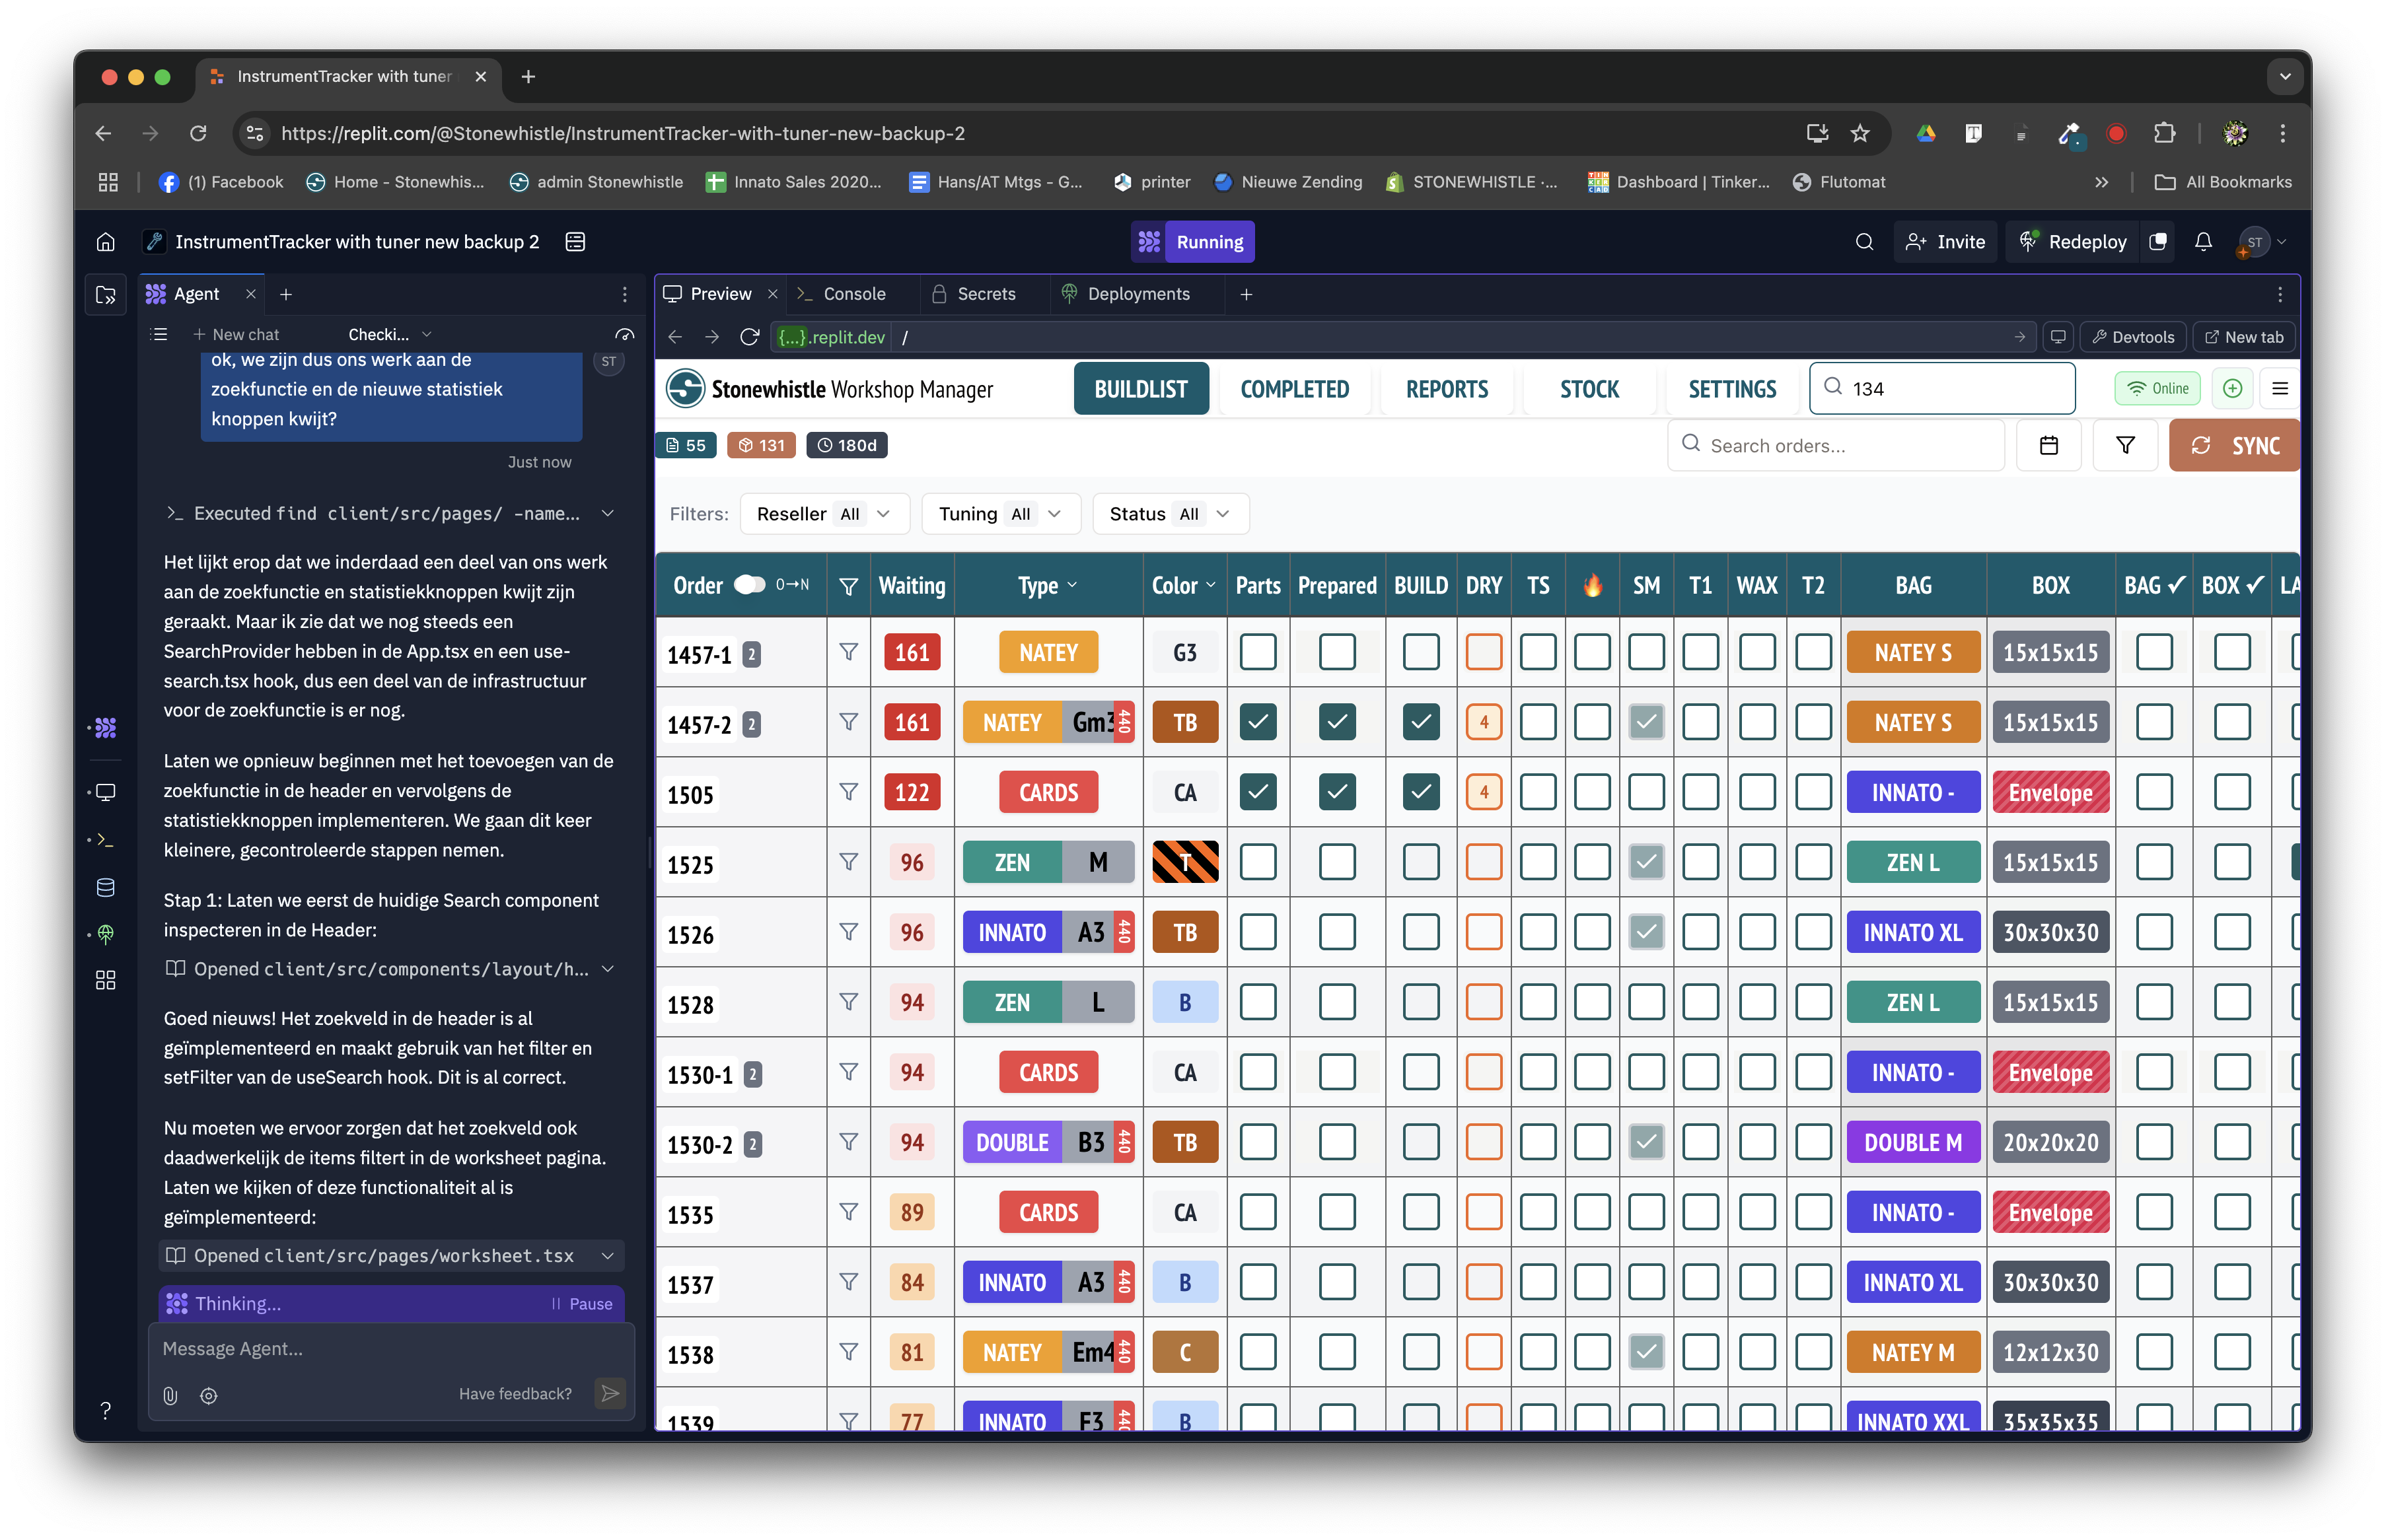 InstrumentTracker with tuner
https://replit.com/@Stonewhistle/InstrumentTracker-with-tuner-new-backup-2
(1) Facebook
Home - Stonewhis...
admin Stonewhistle
Innato Sales 2020...
Hans/AT Mtgs - G...
printer
Nieuwe Zending
STONEWHISTLE ·...
Dashboard | Tinker...
Flutomat
»
All Bookmarks
InstrumentTracker with tuner new backup 2
Running
Invite
Redeploy
ST
Agent
New chat
Checki...
ok, we zijn dus ons werk aan de
zoekfunctie en de nieuwe statistiek
knoppen kwijt?
ST
Just now
Executed find client/src/pages/ -name...
Het lijkt erop dat we inderdaad een deel van ons werk
aan de zoekfunctie en statistiekknoppen kwijt zijn
geraakt. Maar ik zie dat we nog steeds een
SearchProvider hebben in de App.tsx en een use-
search.tsx hook, dus een deel van de infrastructuur
voor de zoekfunctie is er nog.
Laten we opnieuw beginnen met het toevoegen van de
zoekfunctie in de header en vervolgens de
statistiekknoppen implementeren. We gaan dit keer
kleinere, gecontroleerde stappen nemen.
Stap 1: Laten we eerst de huidige Search component
inspecteren in de Header:
Opened client/src/components/layout/h...
Goed nieuws! Het zoekveld in de header is al
geïmplementeerd en maakt gebruik van het filter en
setFilter van de useSearch hook. Dit is al correct.
Nu moeten we ervoor zorgen dat het zoekveld ook
daadwerkelijk de items filtert in de worksheet pagina.
Laten we kijken of deze functionaliteit al is
geïmplementeerd:
Opened client/src/pages/worksheet.tsx
Thinking...
Pause
Message Agent...
Have feedback?
?
Preview
Console
Secrets
Deployments
{...}.replit.dev
/
Devtools
New tab
Stonewhistle Workshop Manager
BUILDLIST
COMPLETED
REPORTS
STOCK
SETTINGS
134
Online
55
131
180d
Search orders...
SYNC
Filters:
Reseller All
Tuning All
Status All
Order O→N Waiting Type Color Parts Prepared BUILD DRY TS 🔥 SM T1 WAX T2 BAG BOX BAG ✓ BOX ✓ LA
1457-1 2 161 NATEY G3 NATEY S 15x15x15
1457-2 2 161 NATEY Gm3 440 TB 4 NATEY S 15x15x15
1505 122 CARDS CA 4 INNATO - Envelope
1525 96 ZEN M T ZEN L 15x15x15
1526 96 INNATO A3 440 TB INNATO XL 30x30x30
1528 94 ZEN L B ZEN L 15x15x15
1530-1 2 94 CARDS CA INNATO - Envelope
1530-2 2 94 DOUBLE B3 440 TB DOUBLE M 20x20x20
1535 89 CARDS CA INNATO - Envelope
1537 84 INNATO A3 440 B INNATO XL 30x30x30
1538 81 NATEY Em4 440 C NATEY M 12x12x30
1539 77 INNATO F3 440 B INNATO XXL 35x35x35